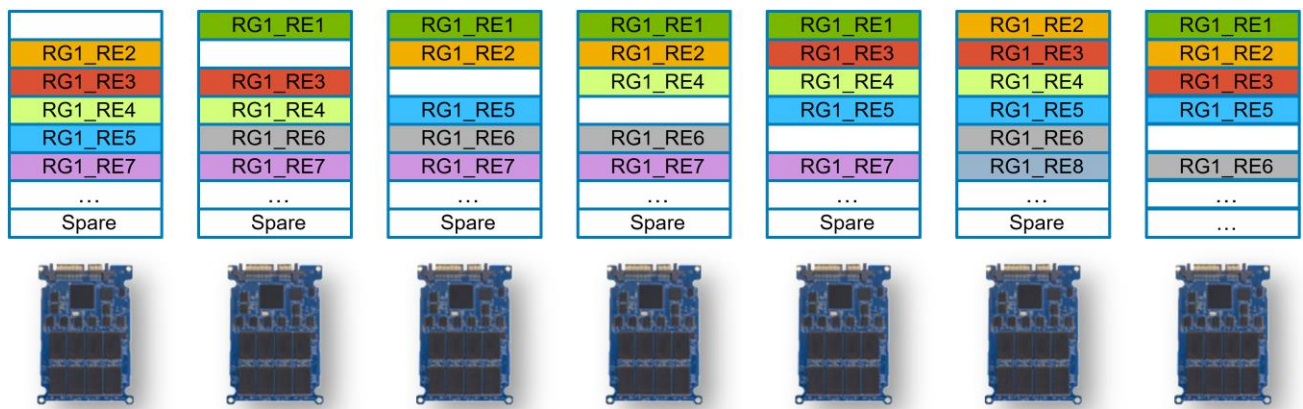 RG1_RE1 RG1_RE1 RG1_RE1 RG1_RE1 RG1_RE2 RG1_RE1
RG1_RE2 RG1_RE2 RG1_RE2 RG1_RE3 RG1_RE3 RG1_RE2
RG1_RE3 RG1_RE3 RG1_RE4 RG1_RE4 RG1_RE4 RG1_RE3
RG1_RE4 RG1_RE4 RG1_RE5 RG1_RE5 RG1_RE5 RG1_RE5
RG1_RE5 RG1_RE6 RG1_RE6 RG1_RE6 RG1_RE6
RG1_RE7 RG1_RE7 RG1_RE7 RG1_RE7 RG1_RE7 RG1_RE8 RG1_RE6
... ... ... ... ... ... ...
Spare Spare Spare Spare Spare Spare ...